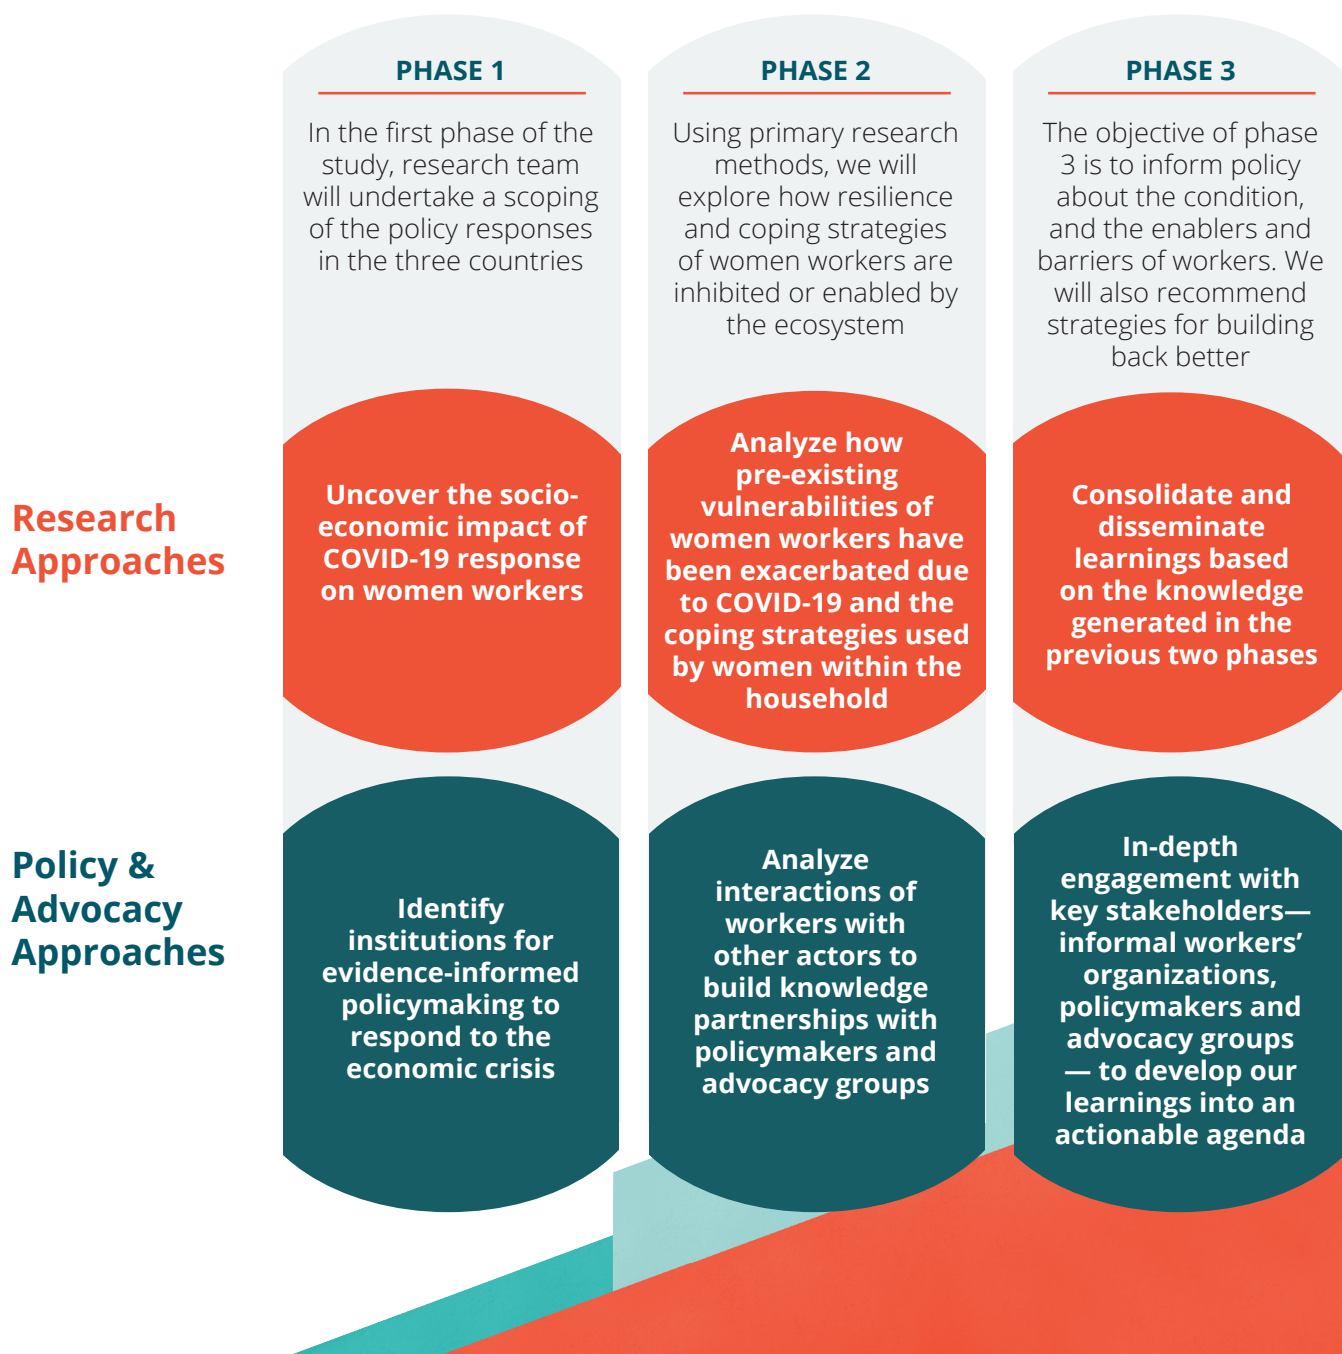 PHASE 1
In the first phase of the
study, research team
will undertake a scoping
of the policy responses
in the three countries
PHASE 2
Using primary research
methods, we will
explore how resilience
and coping strategies
of women workers are
inhibited or enabled by
the ecosystem
PHASE 3
The objective of phase
3 is to inform policy
about the condition,
and the enablers and
barriers of workers. We
will also recommend
strategies for building
back better
Research
Approaches
Uncover the socio-
economic impact of
COVID-19 response
on women workers
Analyze how
pre-existing
vulnerabilities of
women workers have
been exacerbated due
to COVID-19 and the
coping strategies used
by women within the
household
Consolidate and
disseminate
learnings based
on the knowledge
generated in the
previous two phases
Policy &
Advocacy
Approaches
Identify
institutions for
evidence-informed
policymaking to
respond to the
economic crisis
Analyze
interactions of
workers with
other actors to
build knowledge
partnerships with
policymakers and
advocacy groups
In-depth
engagement with
key stakeholders—
informal workers’
organizations,
policymakers and
advocacy groups
— to develop our
learnings into an
actionable agenda